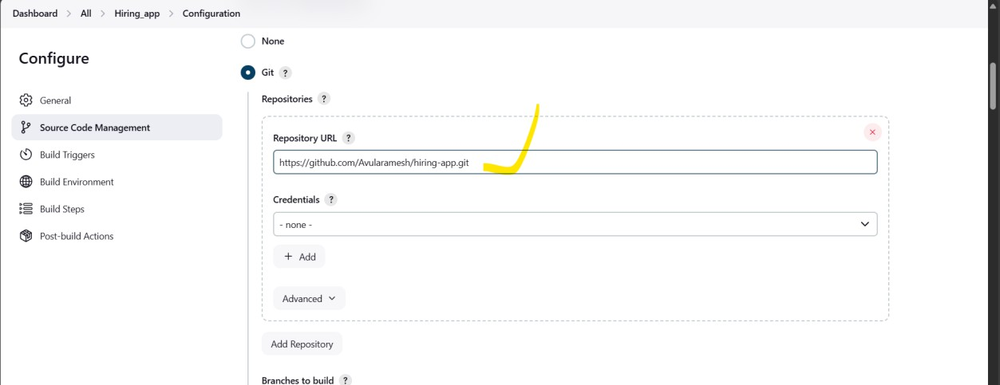 Dashboard > All > Hiring_app > Configuration
Configure
General
Source Code Management
Build Triggers
Build Environment
Build Steps
Post-build Actions
None
Git ?
Repositories ?
Repository URL ?
https://github.com/Avularamesh/hiring-app.git
Credentials ?
- none -
+ Add
Advanced
Add Repository
Branches to build ?